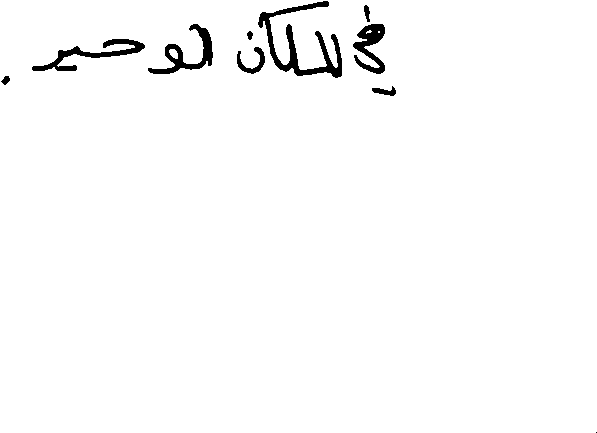 في المكان الوحيد .